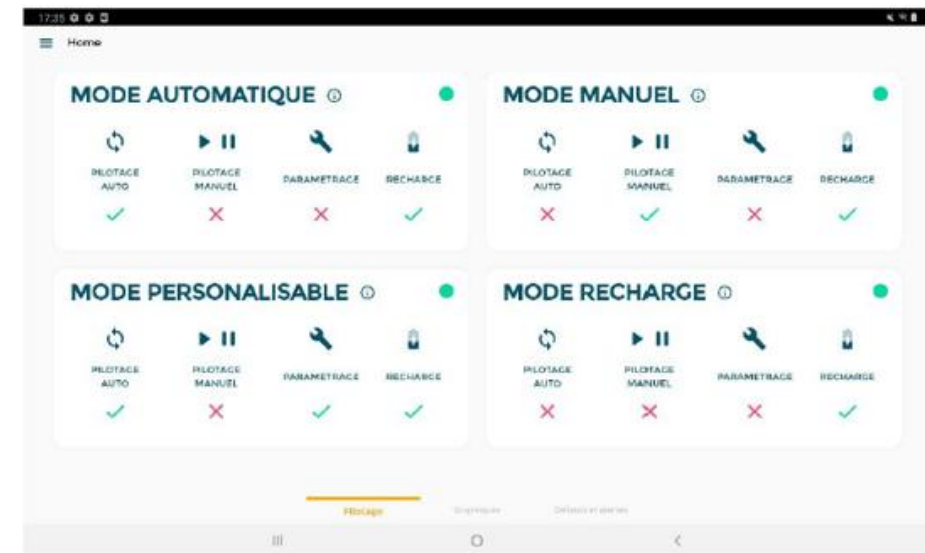 17:35
Home
MODE AUTOMATIQUE
PILOTAGE AUTO
PILOTAGE MANUEL
PARAMETRAGE
RECHARGE
MODE MANUEL
PILOTAGE AUTO
PILOTAGE MANUEL
PARAMETRAGE
RECHARGE
MODE PERSONALISABLE
PILOTAGE AUTO
PILOTAGE MANUEL
PARAMETRAGE
RECHARGE
MODE RECHARGE
PILOTAGE AUTO
PILOTAGE MANUEL
PARAMETRAGE
RECHARGE
Pilotage